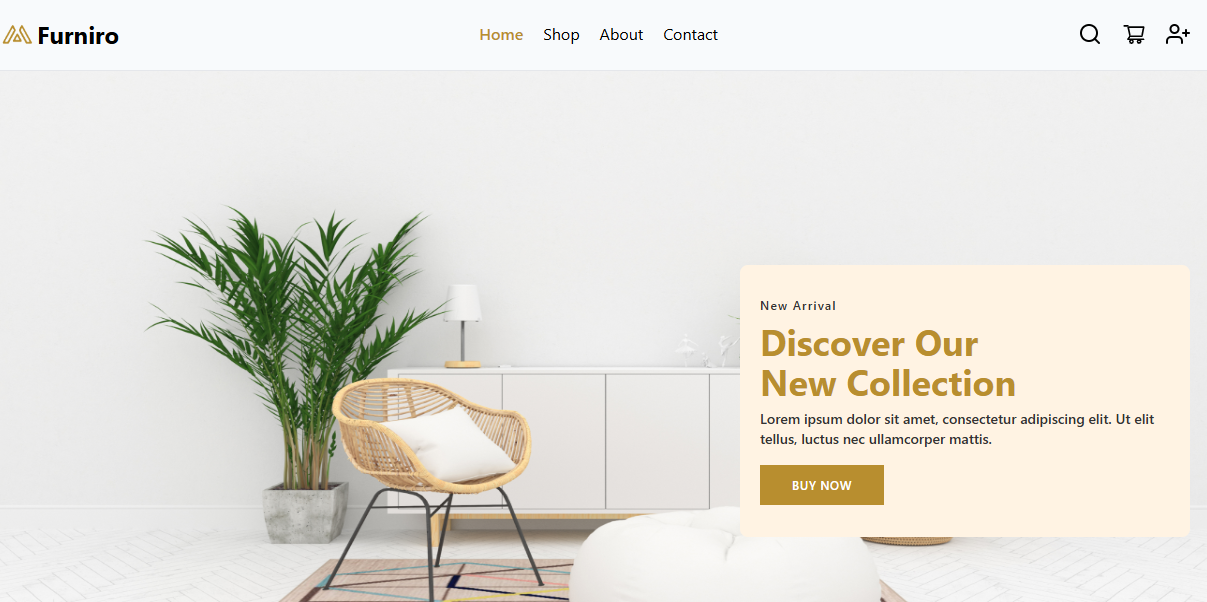 Furniro
Home Shop About Contact
New Arrival
Discover Our
New Collection
Lorem ipsum dolor sit amet, consectetur adipiscing elit. Ut elit
tellus, luctus nec ullamcorper mattis.
BUY NOW